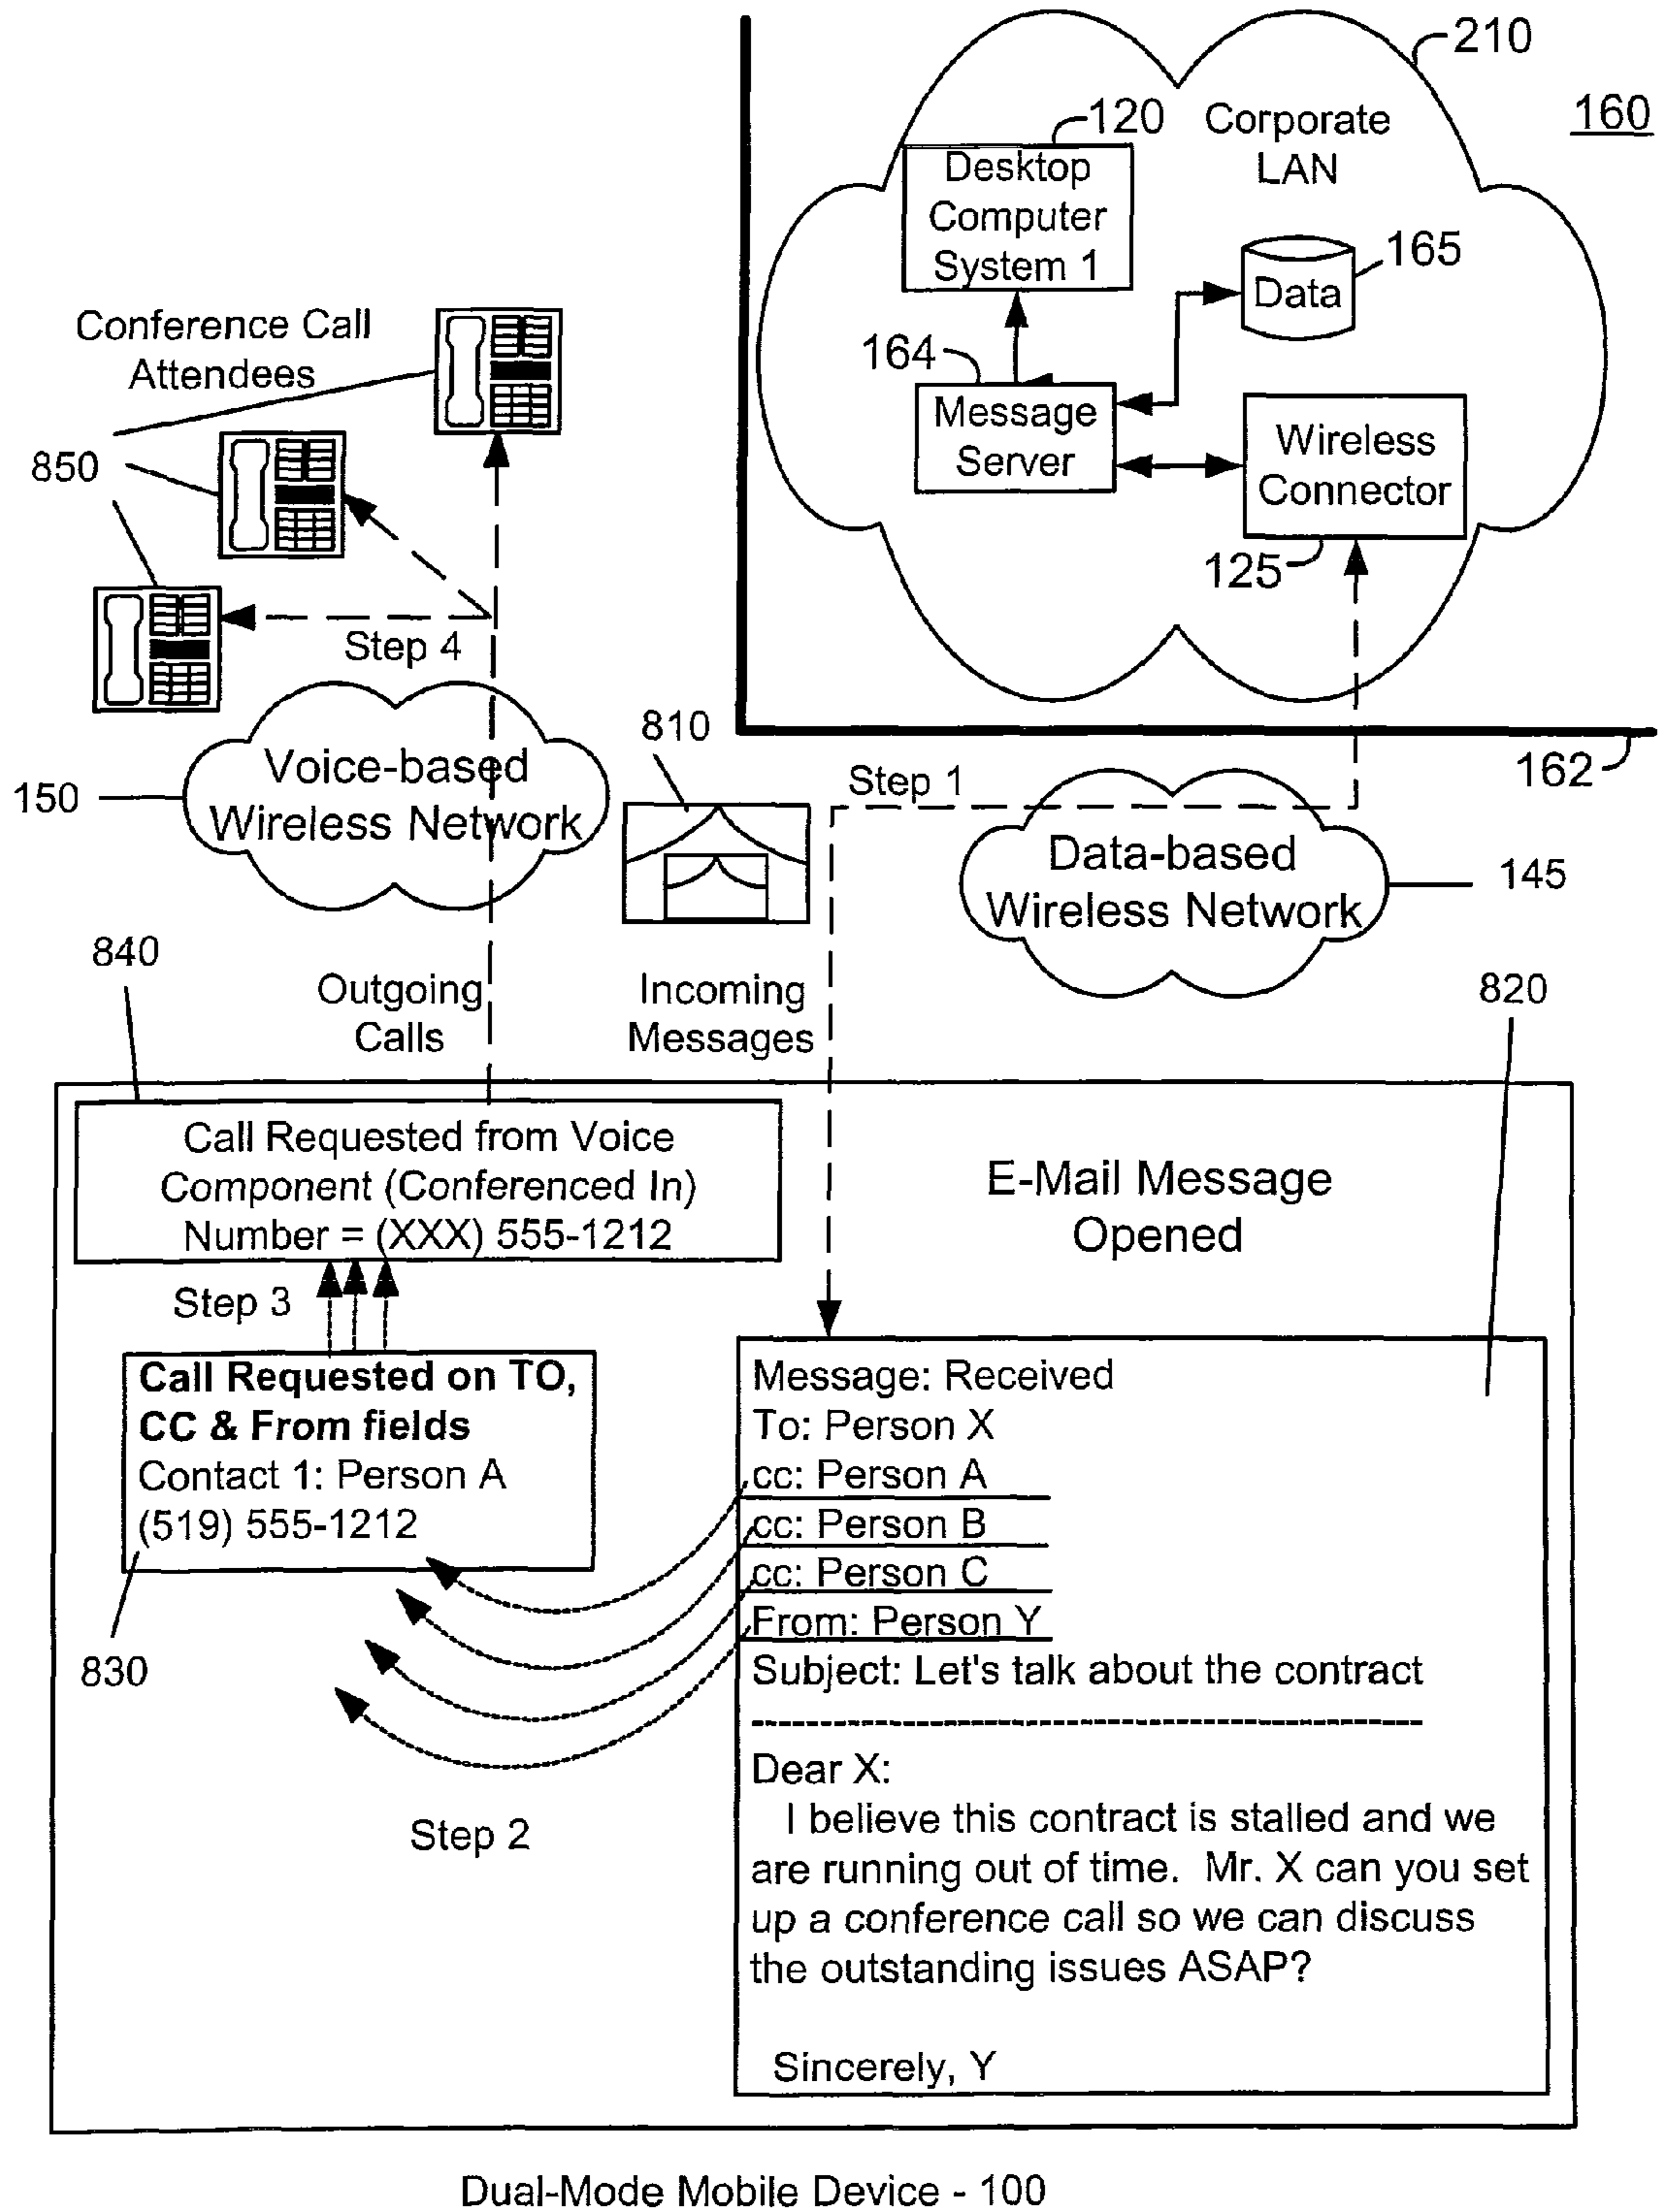 210
160
120
Corporate
LAN
Desktop
Computer
System 1
165
Data
164
Message
Server
Wireless
Connector
125
162
Conference Call
Attendees
850
Step 4
Voice-based
Wireless Network
150
810
Step 1
Data-based
Wireless Network
145
840
Outgoing
Calls
Incoming
Messages
820
Call Requested from Voice
Component (Conferenced In)
Number = (XXX) 555-1212
E-Mail Message
Opened
Step 3
Call Requested on TO,
CC & From fields
Contact 1: Person A
(519) 555-1212
830
Step 2
Message: Received
To: Person X
cc: Person A
cc: Person B
cc: Person C
From: Person Y
Subject: Let's talk about the contract
Dear X:
I believe this contract is stalled and we
are running out of time. Mr. X can you set
up a conference call so we can discuss
the outstanding issues ASAP?
Sincerely, Y
Dual-Mode Mobile Device - 100